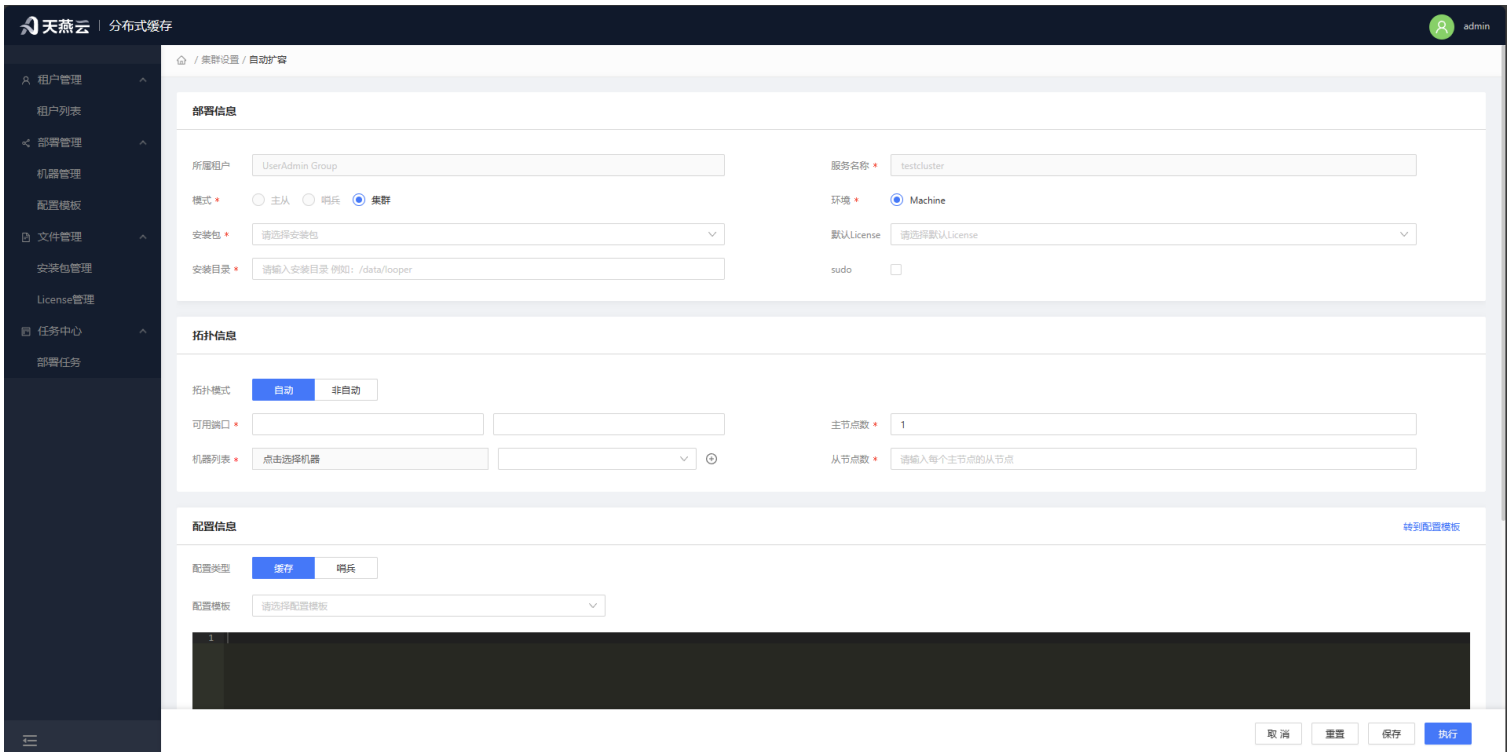 天燕云 | 分布式缓存
admin
/ 集群设置 / 自动扩容
租户管理
租户列表
部署管理
机器管理
配置模板
文件管理
安装包管理
License管理
任务中心
部署任务
部署信息
所属租户 UserAdmin Group 服务名称 * testcluster
模式 * 主从 哨兵 集群 环境 * Machine
安装包 * 请选择安装包 默认License 请选择默认License
安装目录 * 请输入安装目录 例如：/data/looper sudo
拓扑信息
拓扑模式 自动 非自动
可用端口 * 主节点数 * 1
机器列表 * 点击选择机器 从节点数 * 请输入每个主节点的从节点
配置信息 转到配置模板
配置类型 缓存 哨兵
配置模板 请选择配置模板
1
取消 重置 保存 执行